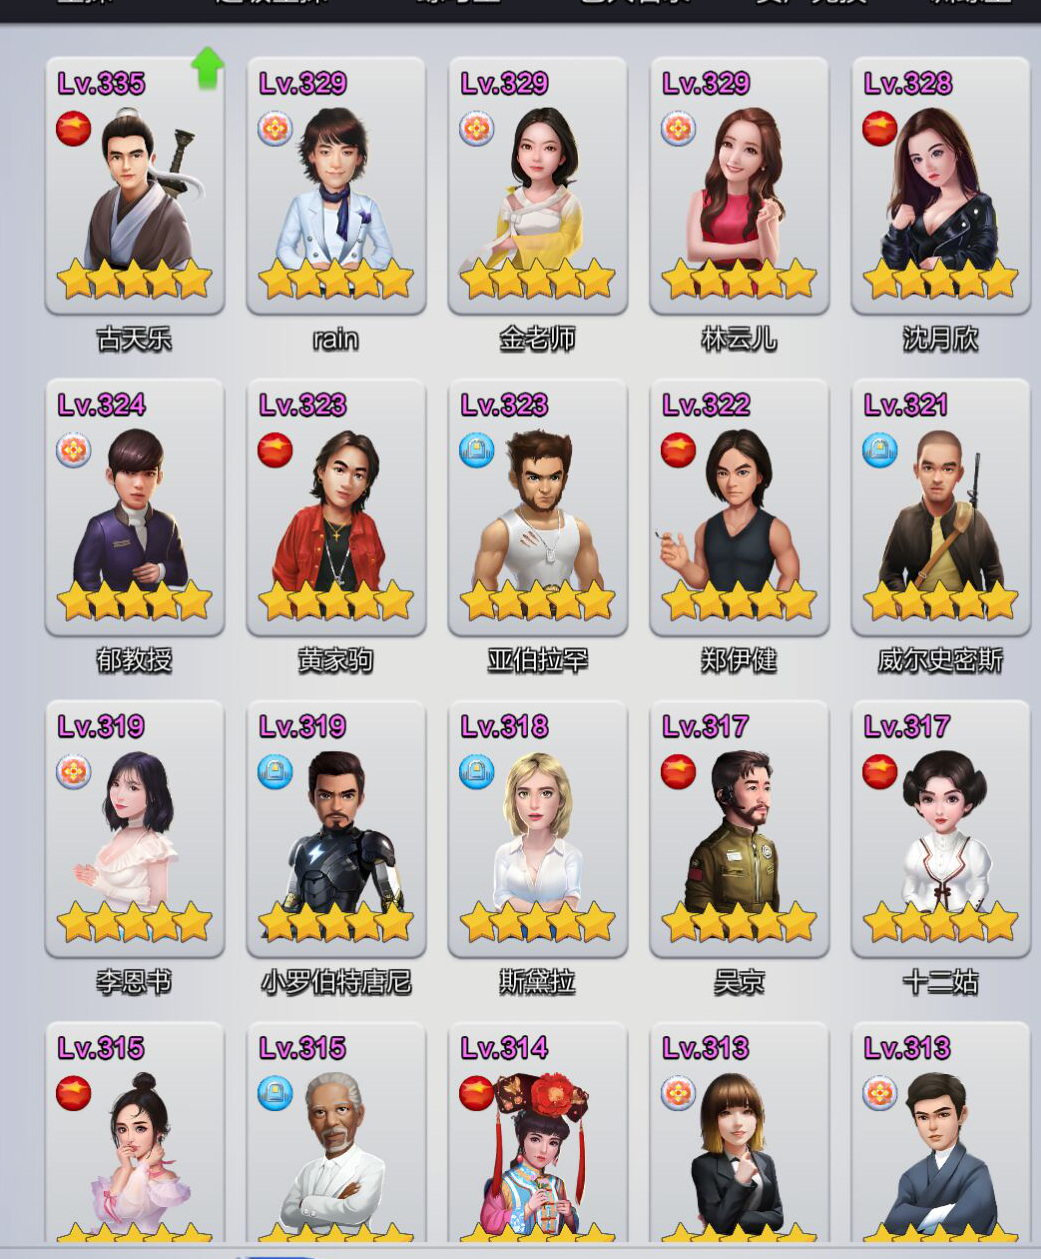 Lv.335 Lv.329 Lv.329 Lv.329 Lv.328
古天乐 rain 金老师 林云儿 沈月欣
Lv.324 Lv.323 Lv.323 Lv.322 Lv.321
郁教授 黄家驹 亚伯拉罕 郑伊健 威尔史密斯
Lv.319 Lv.319 Lv.318 Lv.317 Lv.317
李恩书 小罗伯特唐尼 斯黛拉 吴京 十二姑
Lv.315 Lv.315 Lv.314 Lv.313 Lv.313